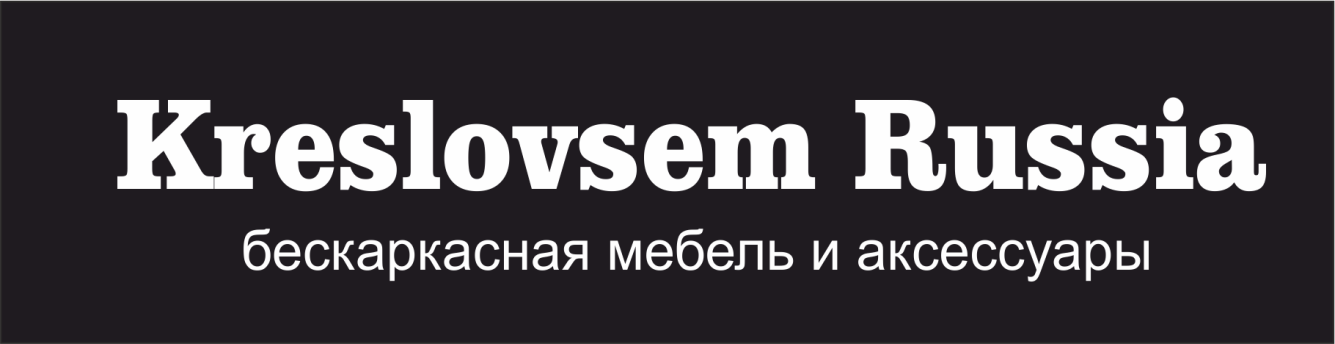 Kreslovsem Russia
бескаркасная мебель и аксессуары